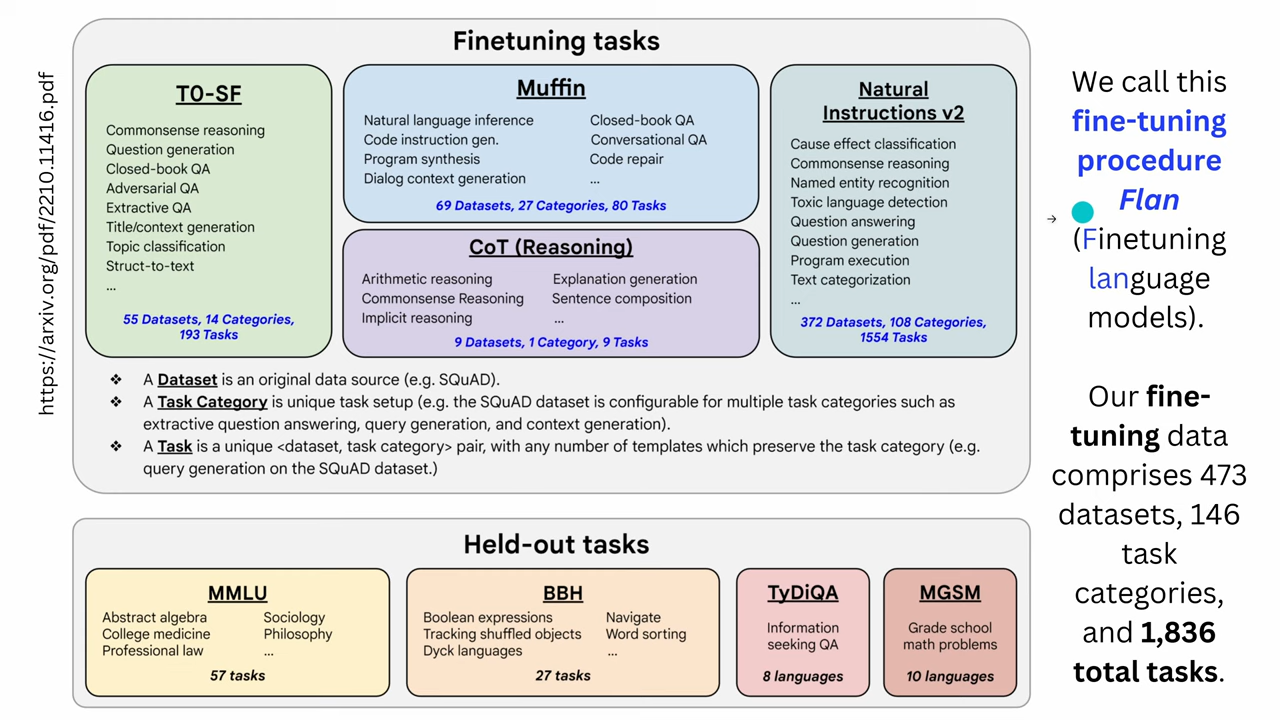 https://arxiv.org/pdf/2210.11416.pdf
Finetuning tasks
T0-SF
Commonsense reasoning
Question generation
Closed-book QA
Adversarial QA
Extractive QA
Title/context generation
Topic classification
Struct-to-text
...
55 Datasets, 14 Categories,
193 Tasks
Muffin
Natural language inference
Code instruction gen.
Program synthesis
Dialog context generation
Closed-book QA
Conversational QA
Code repair
...
69 Datasets, 27 Categories, 80 Tasks
CoT (Reasoning)
Arithmetic reasoning
Commonsense Reasoning
Implicit reasoning
Explanation generation
Sentence composition
...
9 Datasets, 1 Category, 9 Tasks
Natural
Instructions v2
Cause effect classification
Commonsense reasoning
Named entity recognition
Toxic language detection
Question answering
Question generation
Program execution
Text categorization
...
372 Datasets, 108 Categories,
1554 Tasks
❖ A Dataset is an original data source (e.g. SQuAD).
❖ A Task Category is unique task setup (e.g. the SQuAD dataset is configurable for multiple task categories such as
extractive question answering, query generation, and context generation).
❖ A Task is a unique <dataset, task category> pair, with any number of templates which preserve the task category (e.g.
query generation on the SQuAD dataset.)
Held-out tasks
MMLU
Abstract algebra
College medicine
Professional law
Sociology
Philosophy
...
57 tasks
BBH
Boolean expressions
Tracking shuffled objects
Dyck languages
Navigate
Word sorting
...
27 tasks
TyDiQA
Information
seeking QA
8 languages
MGSM
Grade school
math problems
10 languages
We call this
fine-tuning
procedure
Flan
→
(Finetuning
language
models).
Our fine-
tuning data
comprises 473
datasets, 146
task
categories,
and 1,836
total tasks.